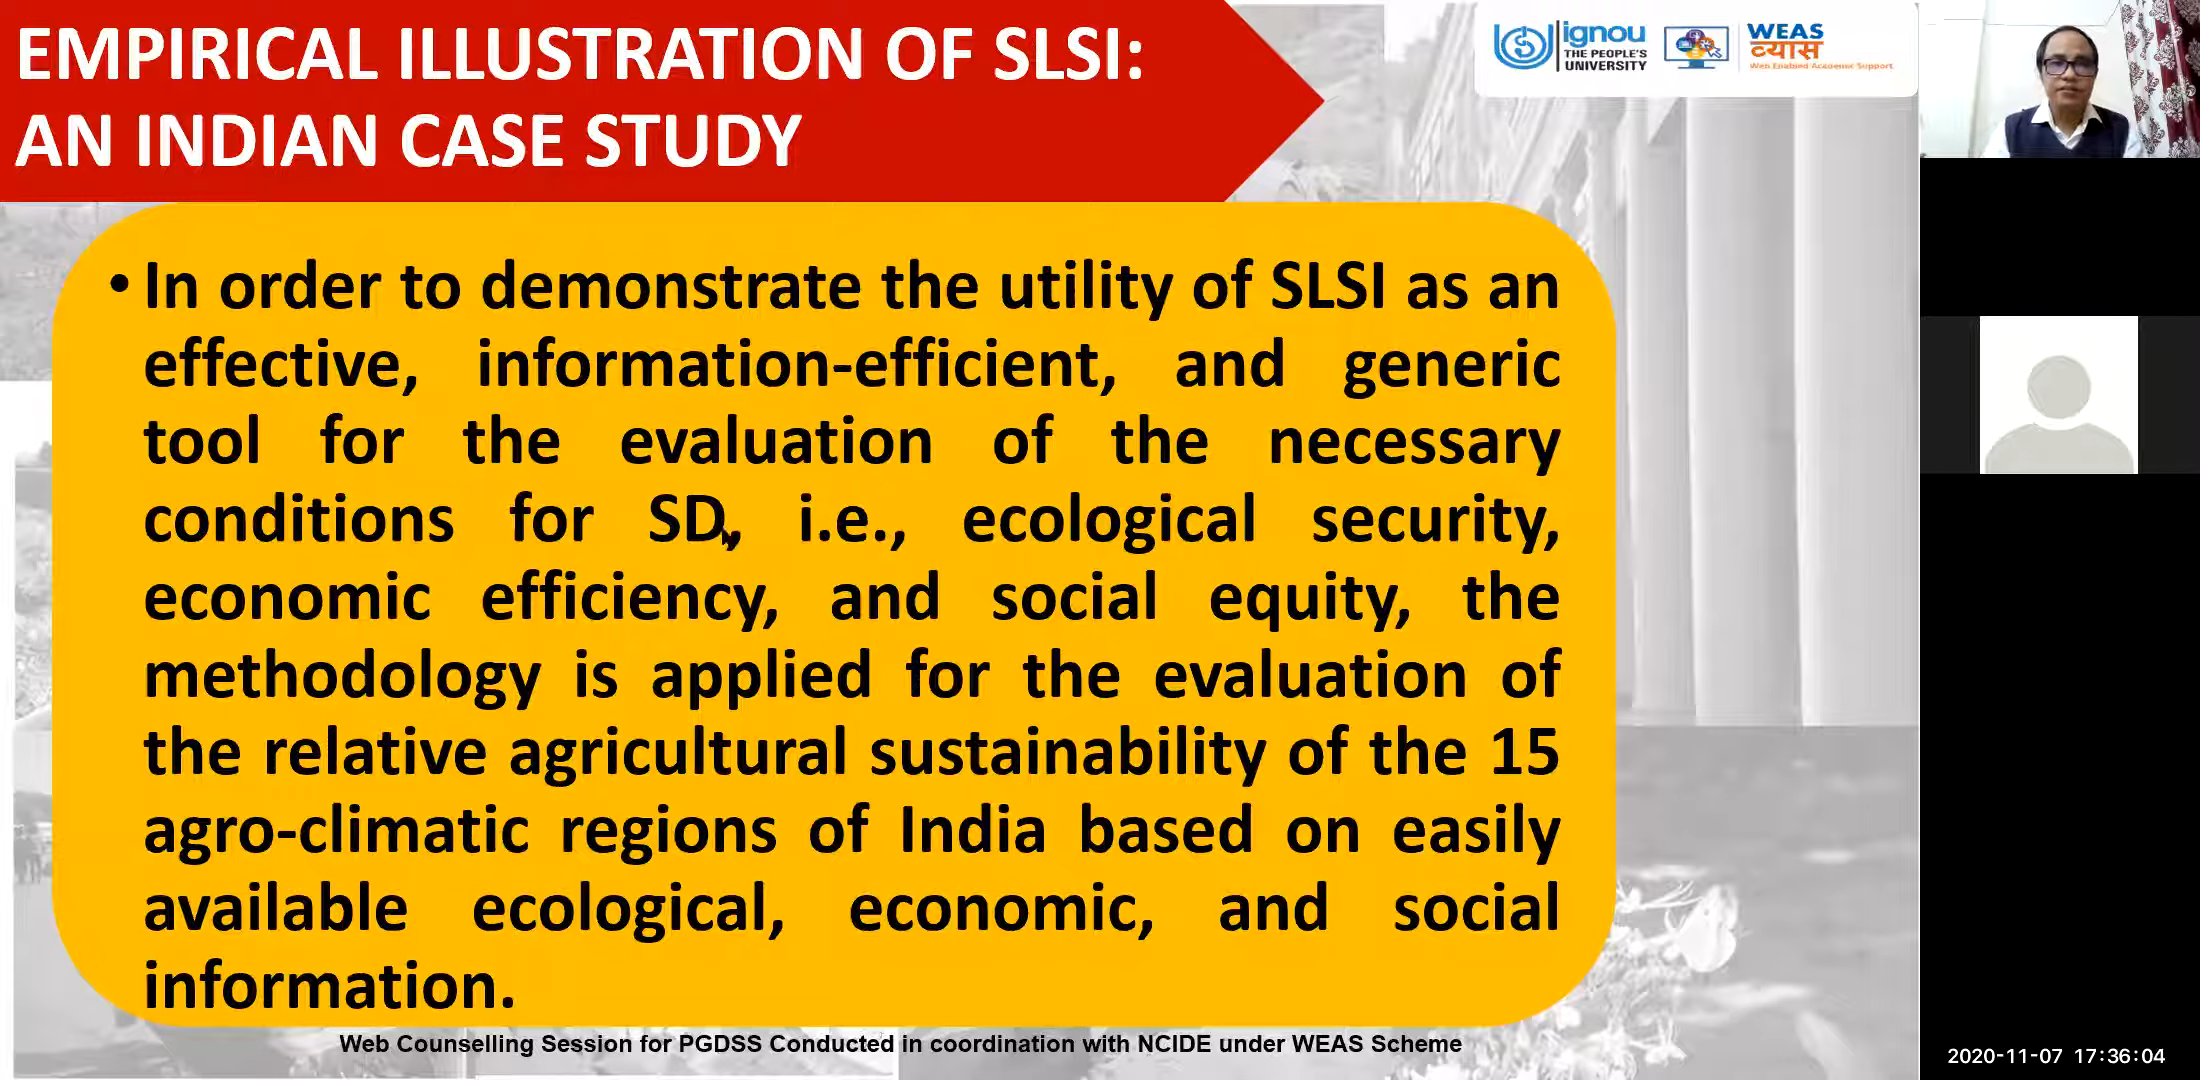 EMPIRICAL ILLUSTRATION OF SLSI:
AN INDIAN CASE STUDY
ignou
THE PEOPLE'S
UNIVERSITY
WEAS
व्यास
Web Enabled Academic Support
• In order to demonstrate the utility of SLSI as an
effective, information-efficient, and generic
tool for the evaluation of the necessary
conditions for SD, i.e., ecological security,
economic efficiency, and social equity, the
methodology is applied for the evaluation of
the relative agricultural sustainability of the 15
agro-climatic regions of India based on easily
available ecological, economic, and social
information.
Web Counselling Session for PGDSS Conducted in coordination with NCIDE under WEAS Scheme
2020-11-07 17:36:04